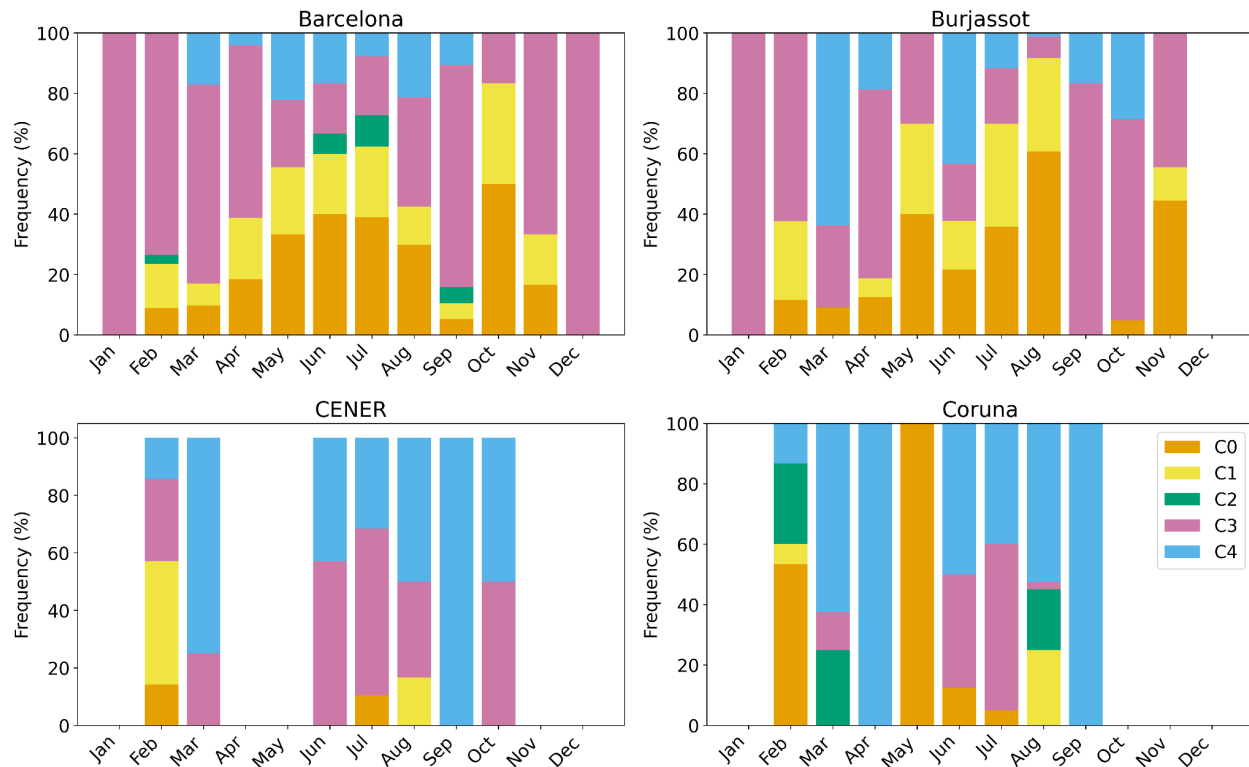 Barcelona
Frequency (%)
100
80
60
40
20
0
Jan Feb Mar Apr May Jun Jul Aug Sep Oct Nov Dec
Burjassot
Frequency (%)
100
80
60
40
20
0
Jan Feb Mar Apr May Jun Jul Aug Sep Oct Nov Dec
CENER
Frequency (%)
100
80
60
40
20
0
Jan Feb Mar Apr May Jun Jul Aug Sep Oct Nov Dec
Coruna
Frequency (%)
100
80
60
40
20
0
Jan Feb Mar Apr May Jun Jul Aug Sep Oct Nov Dec
C0
C1
C2
C3
C4